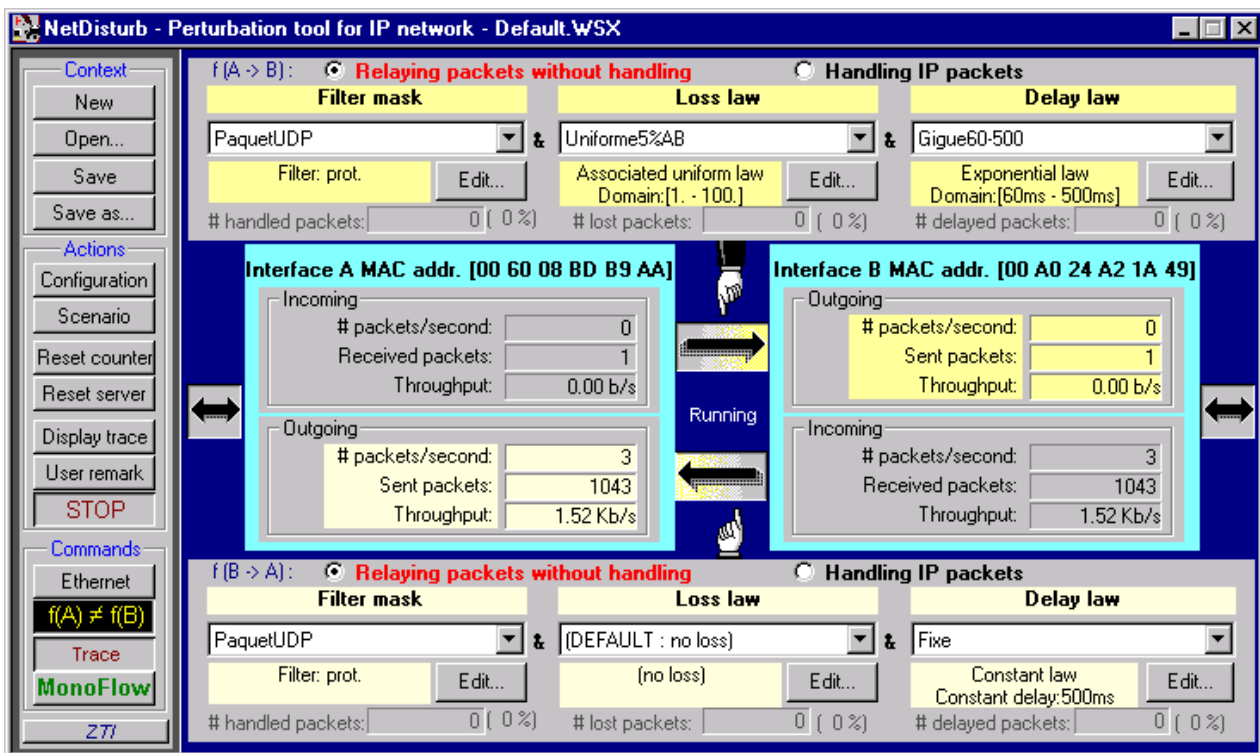 NetDisturb - Perturbation tool for IP network - Default.WSX
Context
New
Open...
Save
Save as...
Actions
Configuration
Scenario
Reset counter
Reset server
Display trace
User remark
STOP
Commands
Ethernet
f(A) ≠ f(B)
Trace
MonoFlow
ZTI
f (A -> B) : Relaying packets without handling Handling IP packets
Filter mask Loss law Delay law
PaquetUDP & Uniforme5%AB & Gigue60-500
Filter: prot. Edit... Associated uniform law Edit... Exponential law Edit...
Domain:[1. - 100.] Domain:[60ms - 500ms]
# handled packets: 0 ( 0 %) # lost packets: 0 ( 0 %) # delayed packets: 0 ( 0 %)
Interface A MAC addr. [00 60 08 BD B9 AA]
Incoming
# packets/second: 0
Received packets: 1
Throughput: 0.00 b/s
Outgoing
# packets/second: 3
Sent packets: 1043
Throughput: 1.52 Kb/s
Running
Interface B MAC addr. [00 A0 24 A2 1A 49]
Outgoing
# packets/second: 0
Sent packets: 1
Throughput: 0.00 b/s
Incoming
# packets/second: 3
Received packets: 1043
Throughput: 1.52 Kb/s
f (B -> A) : Relaying packets without handling Handling IP packets
Filter mask Loss law Delay law
PaquetUDP & (DEFAULT : no loss) & Fixe
Filter: prot. Edit... (no loss) Edit... Constant law Edit...
Constant delay:500ms
# handled packets: 0 ( 0 %) # lost packets: 0 ( 0 %) # delayed packets: 0 ( 0 %)